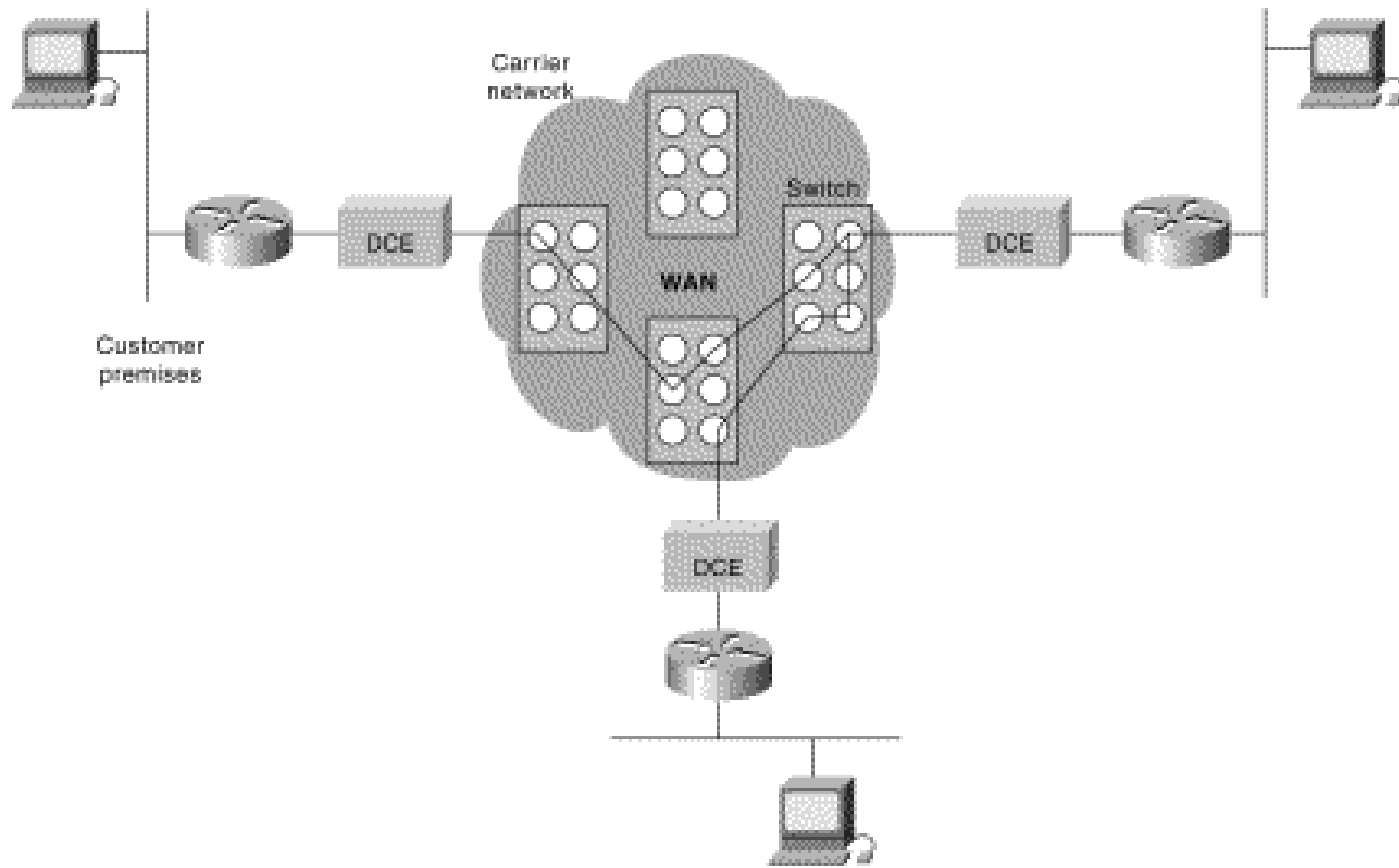 Carrier
network
Switch
DCE
DCE
WAN
Customer
premises
DCE